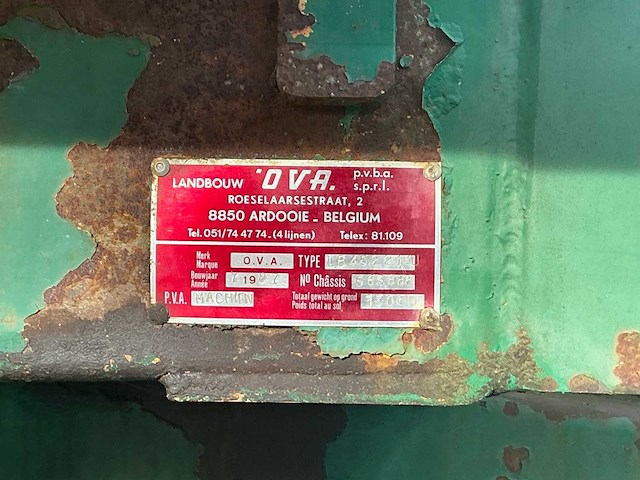 LANDBOUW O V A. p.v.b.a.
s.p.r.l.
ROESELAARSESTRAAT, 2
8850 ARDOOIE - BELGIUM
Tel. 051/74 47 74 - (4 lijnen) Telex: 81.109
Merk
Marque O.V.A. TYPE
Bouwjaar
Année 19 Nº Châssis
P.V.A. Totaal gewicht op grond
Poids total au sol